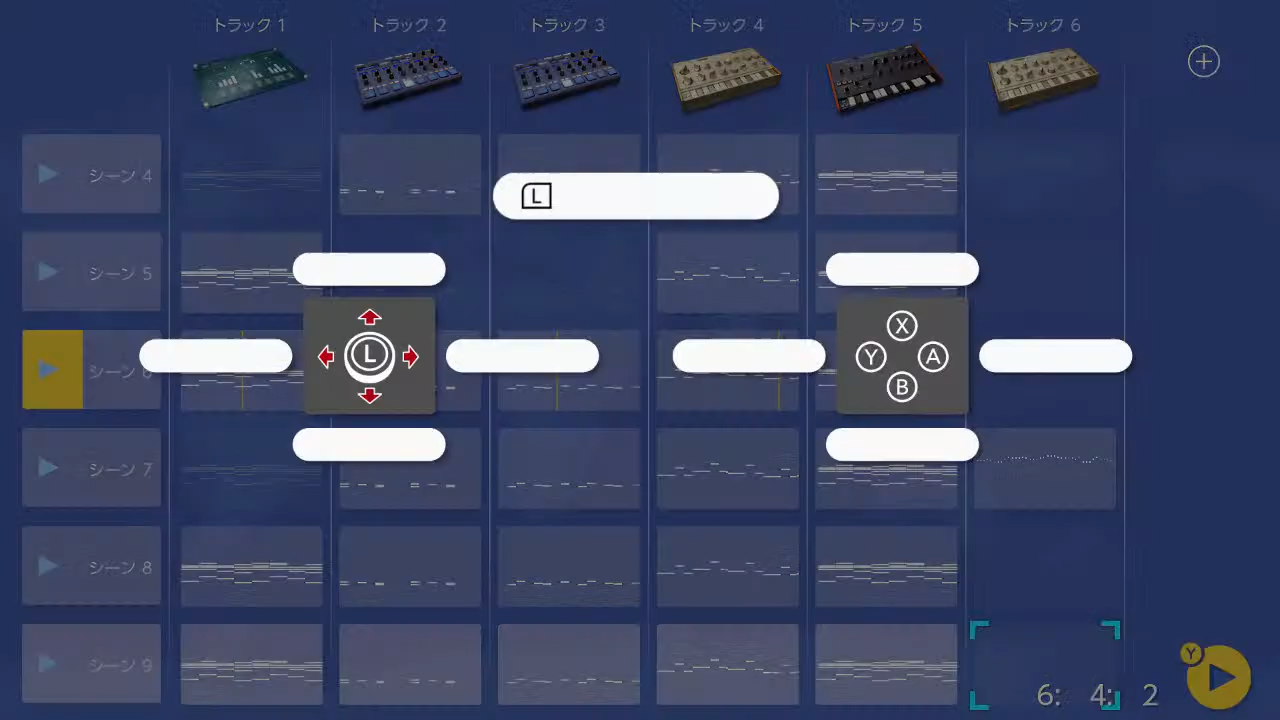 トラック 1 トラック 2 トラック 3 トラック 4 トラック 5 トラック 6
シーン 4
L
シーン 5
X
L
Y A
シーン 6
B
シーン 7
シーン 8
シーン 9
Y
6: 4: 2